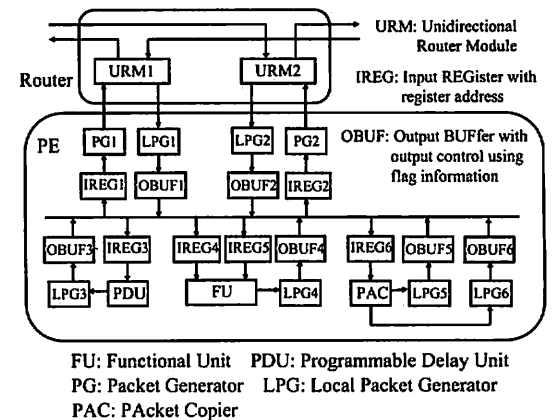 URM: Unidirectional
Router Module
URM1
URM2
Router
IREG: Input REGister with
register address
PE
PG1
LPG1
LPG2
PG2
OBUF: Output BUFfer with
output control using
flag information
IREG1
OBUF1
OBUF2
IREG2
OBUF3
IREG3
IREG4
IREG5
OBUF4
IREG6
OBUF5
OBUF6
LPG3
PDU
FU
LPG4
PAC
LPG5
LPG6
FU: Functional Unit PDU: Programmable Delay Unit
PG: Packet Generator LPG: Local Packet Generator
PAC: PAcket Copier